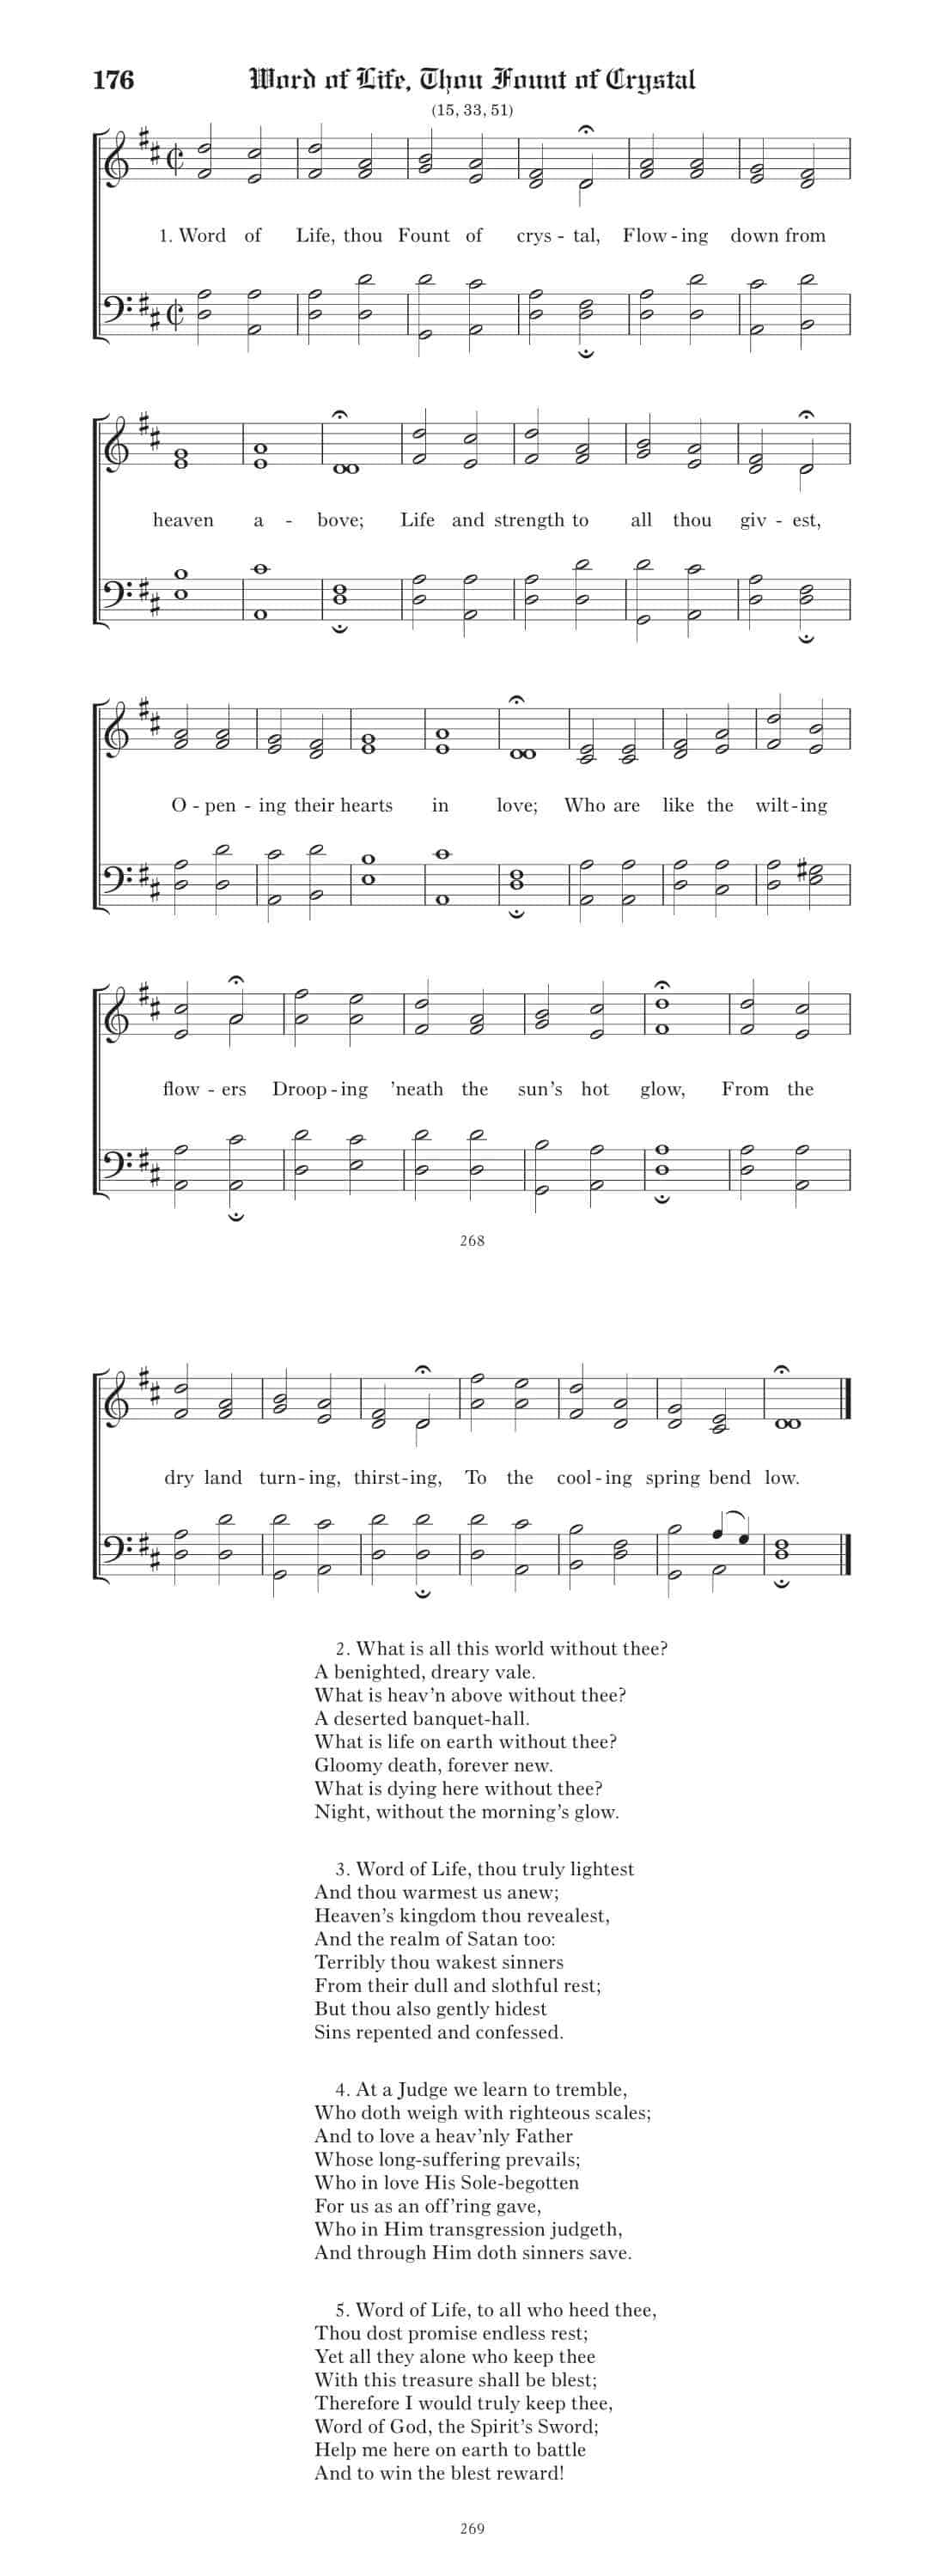 176 Word of Life, Thou Fount of Crystal
(15, 33, 51)
1. Word of Life, thou Fount of crys - tal, Flow - ing down from
heaven a - bove; Life and strength to all thou giv - est,
O - pen - ing their hearts in love; Who are like the wilt - ing
flow - ers Droop - ing ’neath the sun’s hot glow, From the
268
dry land turn - ing, thirst - ing, To the cool - ing spring bend low.
2. What is all this world without thee?
A benighted, dreary vale.
What is heav’n above without thee?
A deserted banquet-hall.
What is life on earth without thee?
Gloomy death, forever new.
What is dying here without thee?
Night, without the morning’s glow.
3. Word of Life, thou truly lightest
And thou warmest us anew;
Heaven’s kingdom thou revealest,
And the realm of Satan too:
Terribly thou wakest sinners
From their dull and slothful rest;
But thou also gently hidest
Sins repented and confessed.
4. At a Judge we learn to tremble,
Who doth weigh with righteous scales;
And to love a heav’nly Father
Whose long-suffering prevails;
Who in love His Sole-begotten
For us as an off’ring gave,
Who in Him transgression judgeth,
And through Him doth sinners save.
5. Word of Life, to all who heed thee,
Thou dost promise endless rest;
Yet all they alone who keep thee
With this treasure shall be blest;
Therefore I would truly keep thee,
Word of God, the Spirit’s Sword;
Help me here on earth to battle
And to win the blest reward!
269